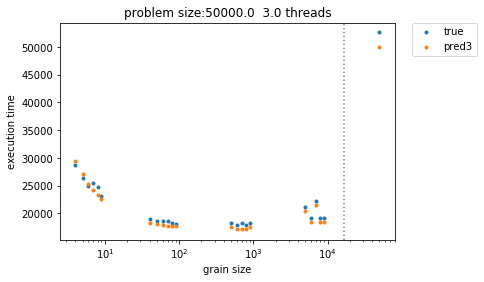 problem size:50000.0  3.0 threads
true
pred3
execution time
50000
45000
40000
35000
30000
25000
20000
10¹
10²
10³
10⁴
grain size